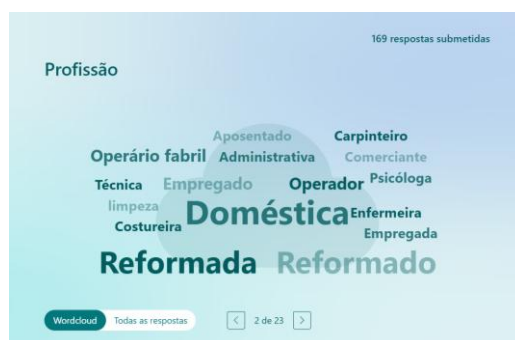 169 respostas submetidas
Profissão
Aposentado Carpinteiro
Operário fabril Administrativa Comerciante
Técnica Empregado Operador Psicóloga
limpeza Doméstica Enfermeira
Costureira Empregada
Reformada Reformado
Wordcloud Todas as respostas < 2 de 23 >